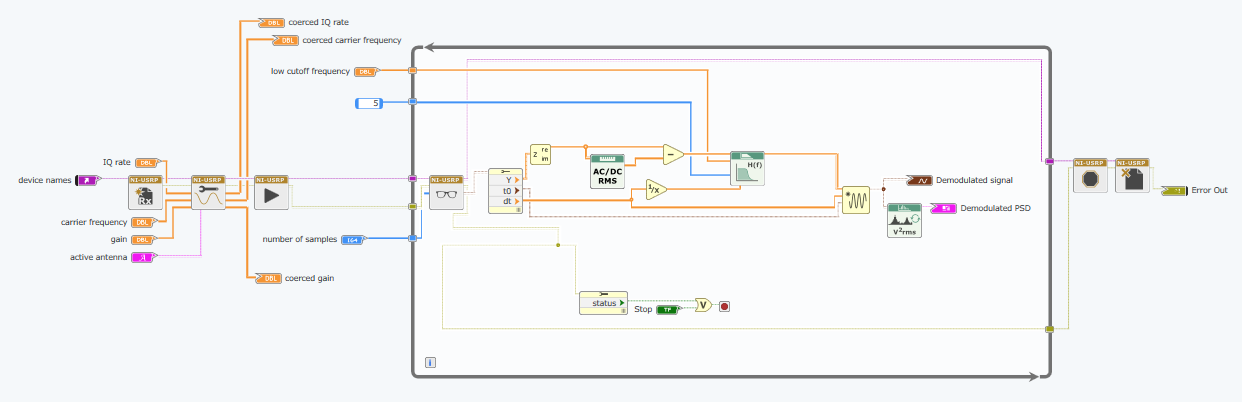 coerced IQ rate
DBL
coerced carrier frequency
DBL
low cutoff frequency
DBL
5
IQ rate
DBL
device names
NI-USRP
Rx
NI-USRP
NI-USRP
carrier frequency
DBL
gain
DBL
active antenna
coerced gain
DBL
number of samples
I64
NI-USRP
Y
t0
dt
z
re
im
AC/DC
RMS
−
1/x
H(f)
Demodulated signal
V²rms
Demodulated PSD
status
Stop
TF
V
i
NI-USRP
NI-USRP
Error Out